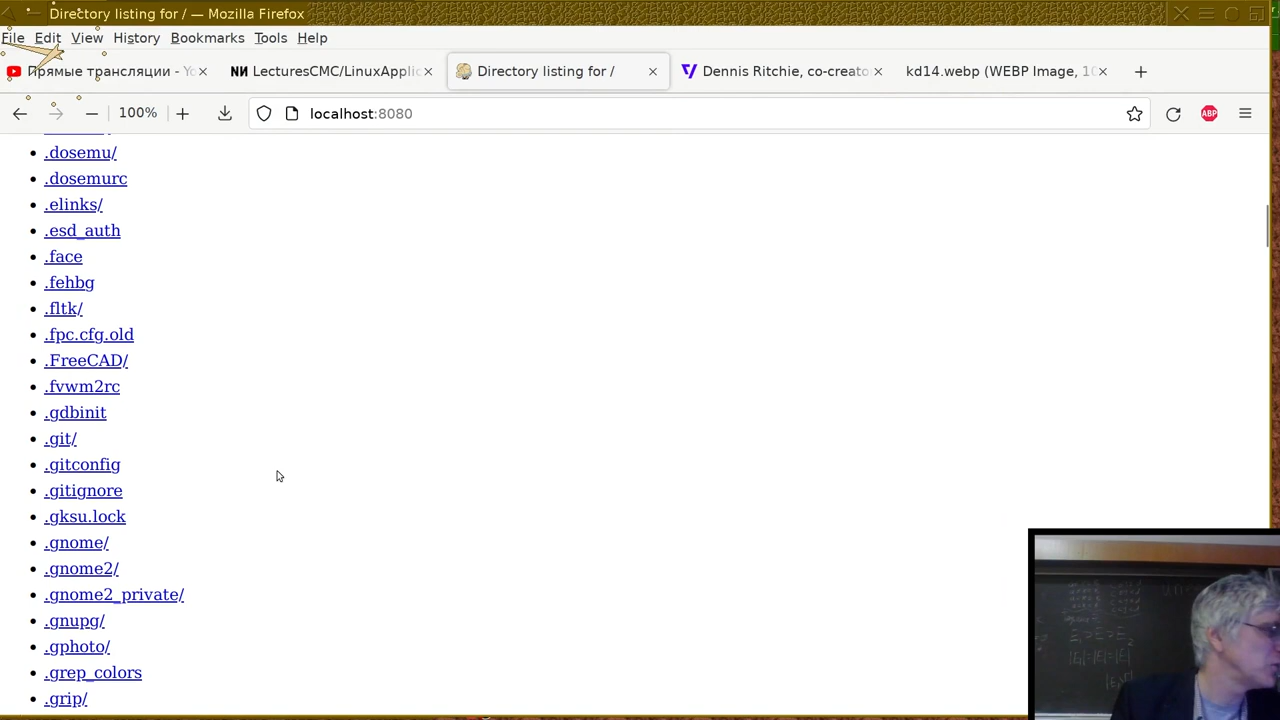 Directory listing for / — Mozilla Firefox
File Edit View History Bookmarks Tools Help
Прямые трансляции - Yo
LecturesCMC/LinuxApplic
Directory listing for /
Dennis Ritchie, co-creato
kd14.webp (WEBP Image, 10
100%
localhost:8080
ABP
.dosemu/
.dosemurc
.elinks/
.esd_auth
.face
.fehbg
.fltk/
.fpc.cfg.old
.FreeCAD/
.fvwm2rc
.gdbinit
.git/
.gitconfig
.gitignore
.gksu.lock
.gnome/
.gnome2/
.gnome2_private/
.gnupg/
.gphoto/
.grep_colors
.grip/